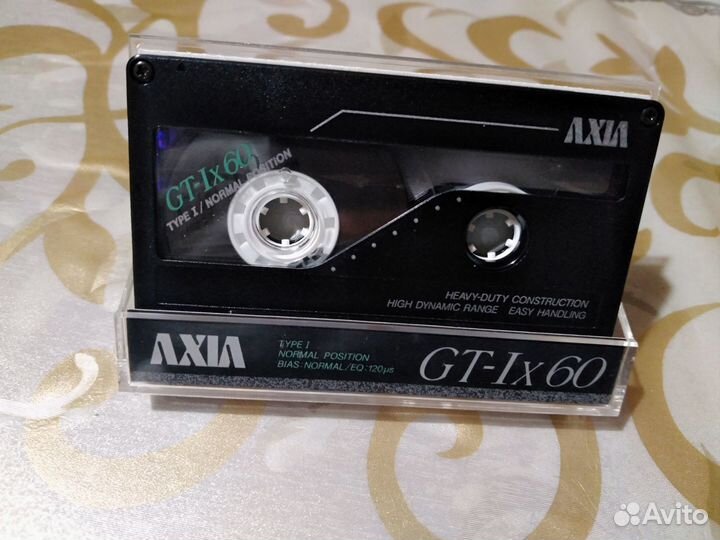 AXIA
GT-Ix 60
TYPE I / NORMAL POSITION
HEAVY-DUTY CONSTRUCTION
HIGH DYNAMIC RANGE EASY HANDLING
AXIA
TYPE I
NORMAL POSITION
BIAS: NORMAL/EQ:120μs
GT-Ix 60
Avito